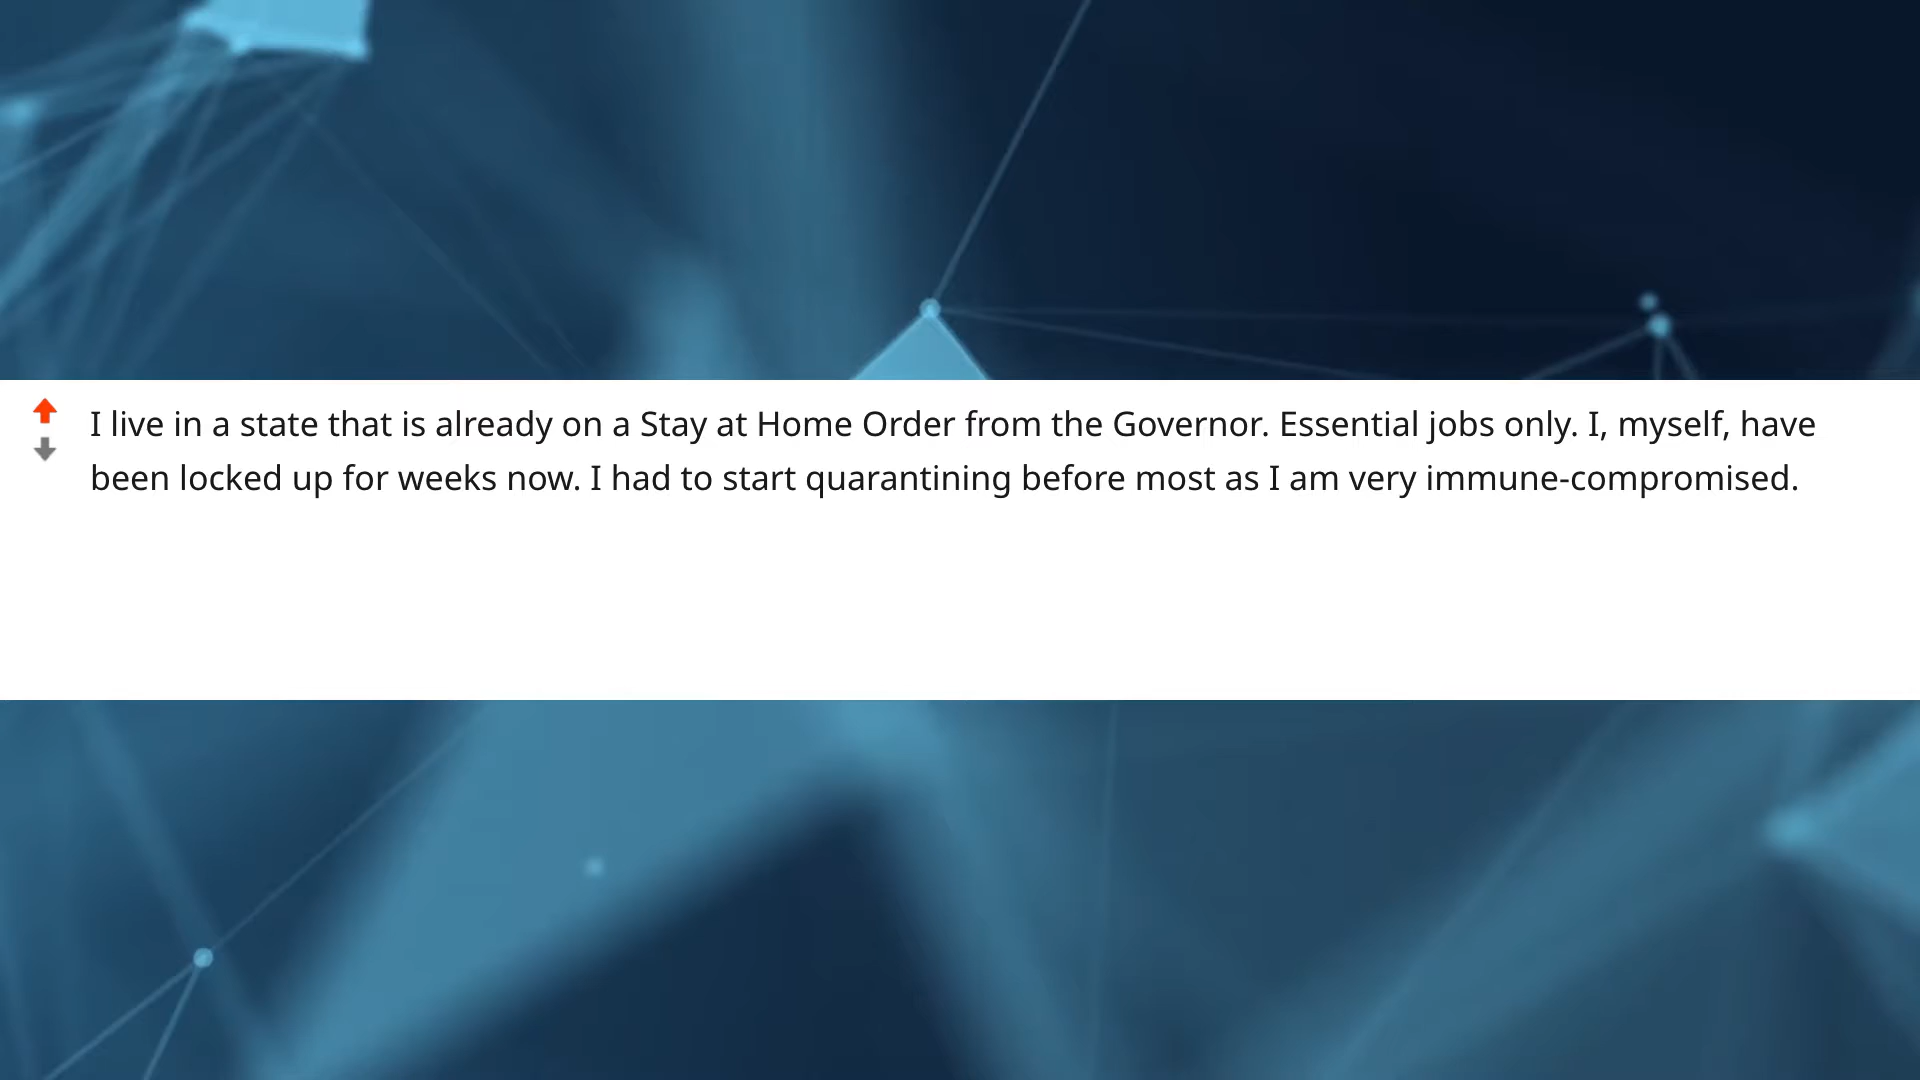 I live in a state that is already on a Stay at Home Order from the Governor. Essential jobs only. I, myself, have
been locked up for weeks now. I had to start quarantining before most as I am very immune-compromised.